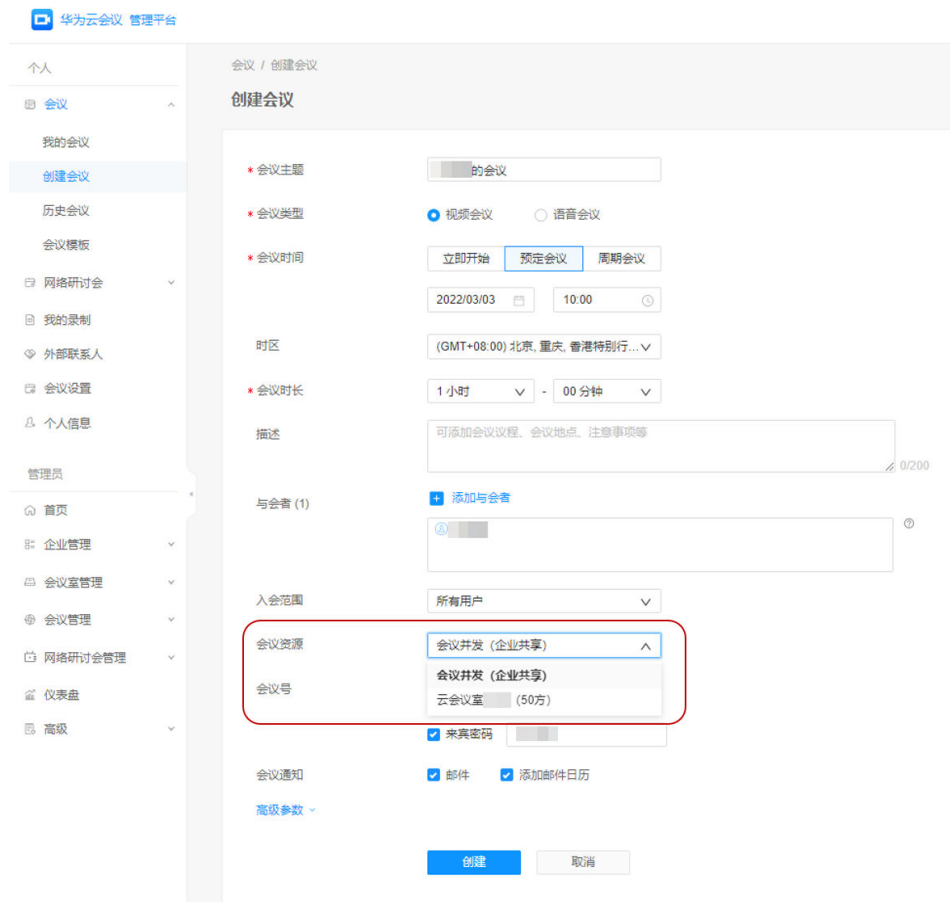 华为云会议 管理平台
个人
会议
我的会议
创建会议
历史会议
会议模板
网络研讨会
我的录制
外部联系人
会议设置
个人信息
管理员
首页
企业管理
会议室管理
会议管理
网络研讨会管理
仪表盘
高级
会议 / 创建会议
创建会议
* 会议主题 的会议
* 会议类型 视频会议 语音会议
* 会议时间 立即开始 预定会议 周期会议
2022/03/03 10:00
时区 (GMT+08:00) 北京, 重庆, 香港特别行...
* 会议时长 1 小时 - 00 分钟
描述 可添加会议议程、会议地点、注意事项等 0/200
与会者 (1) 添加与会者
入会范围 所有用户
会议资源 会议并发（企业共享）
会议并发（企业共享）
会议号 云会议室 （50方）
来宾密码
会议通知 邮件 添加邮件日历
高级参数
创建 取消